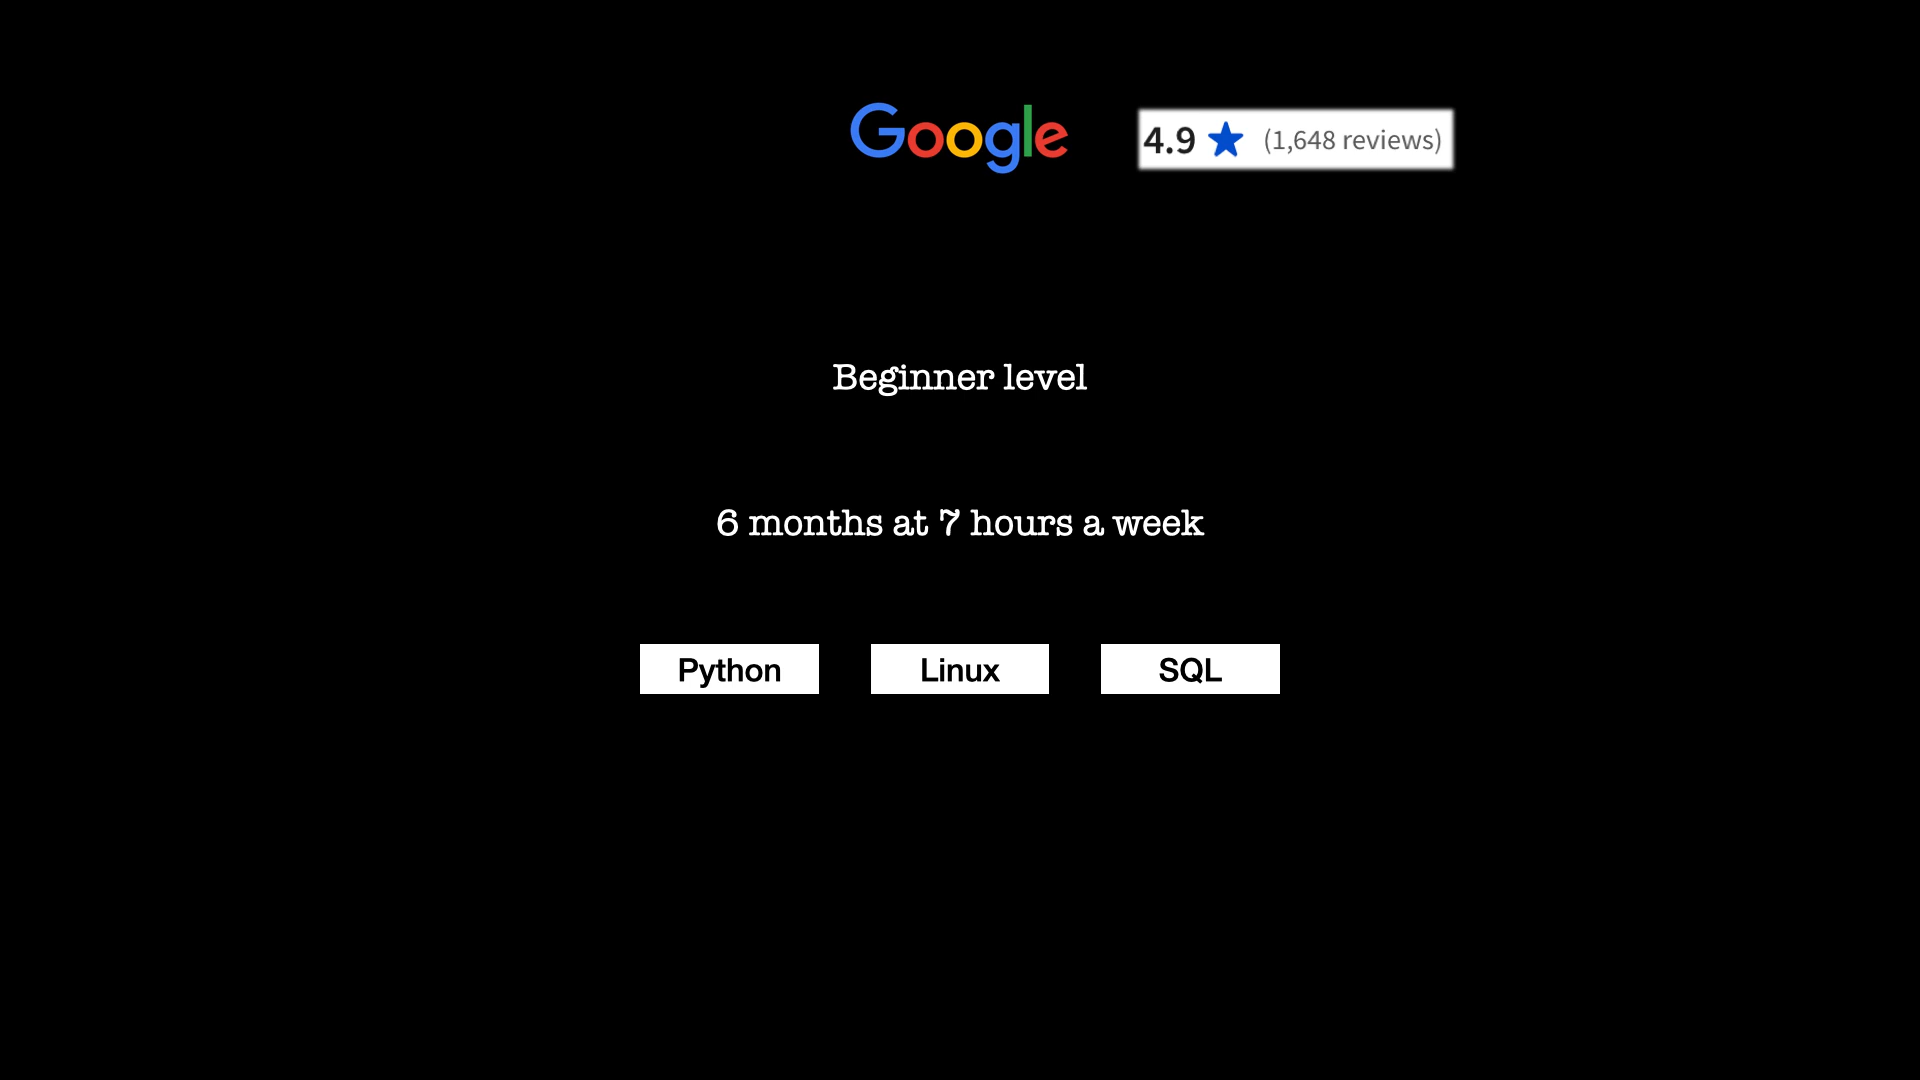 Google 4.9 ★ (1,648 reviews)
Beginner level
6 months at 7 hours a week
Python Linux SQL